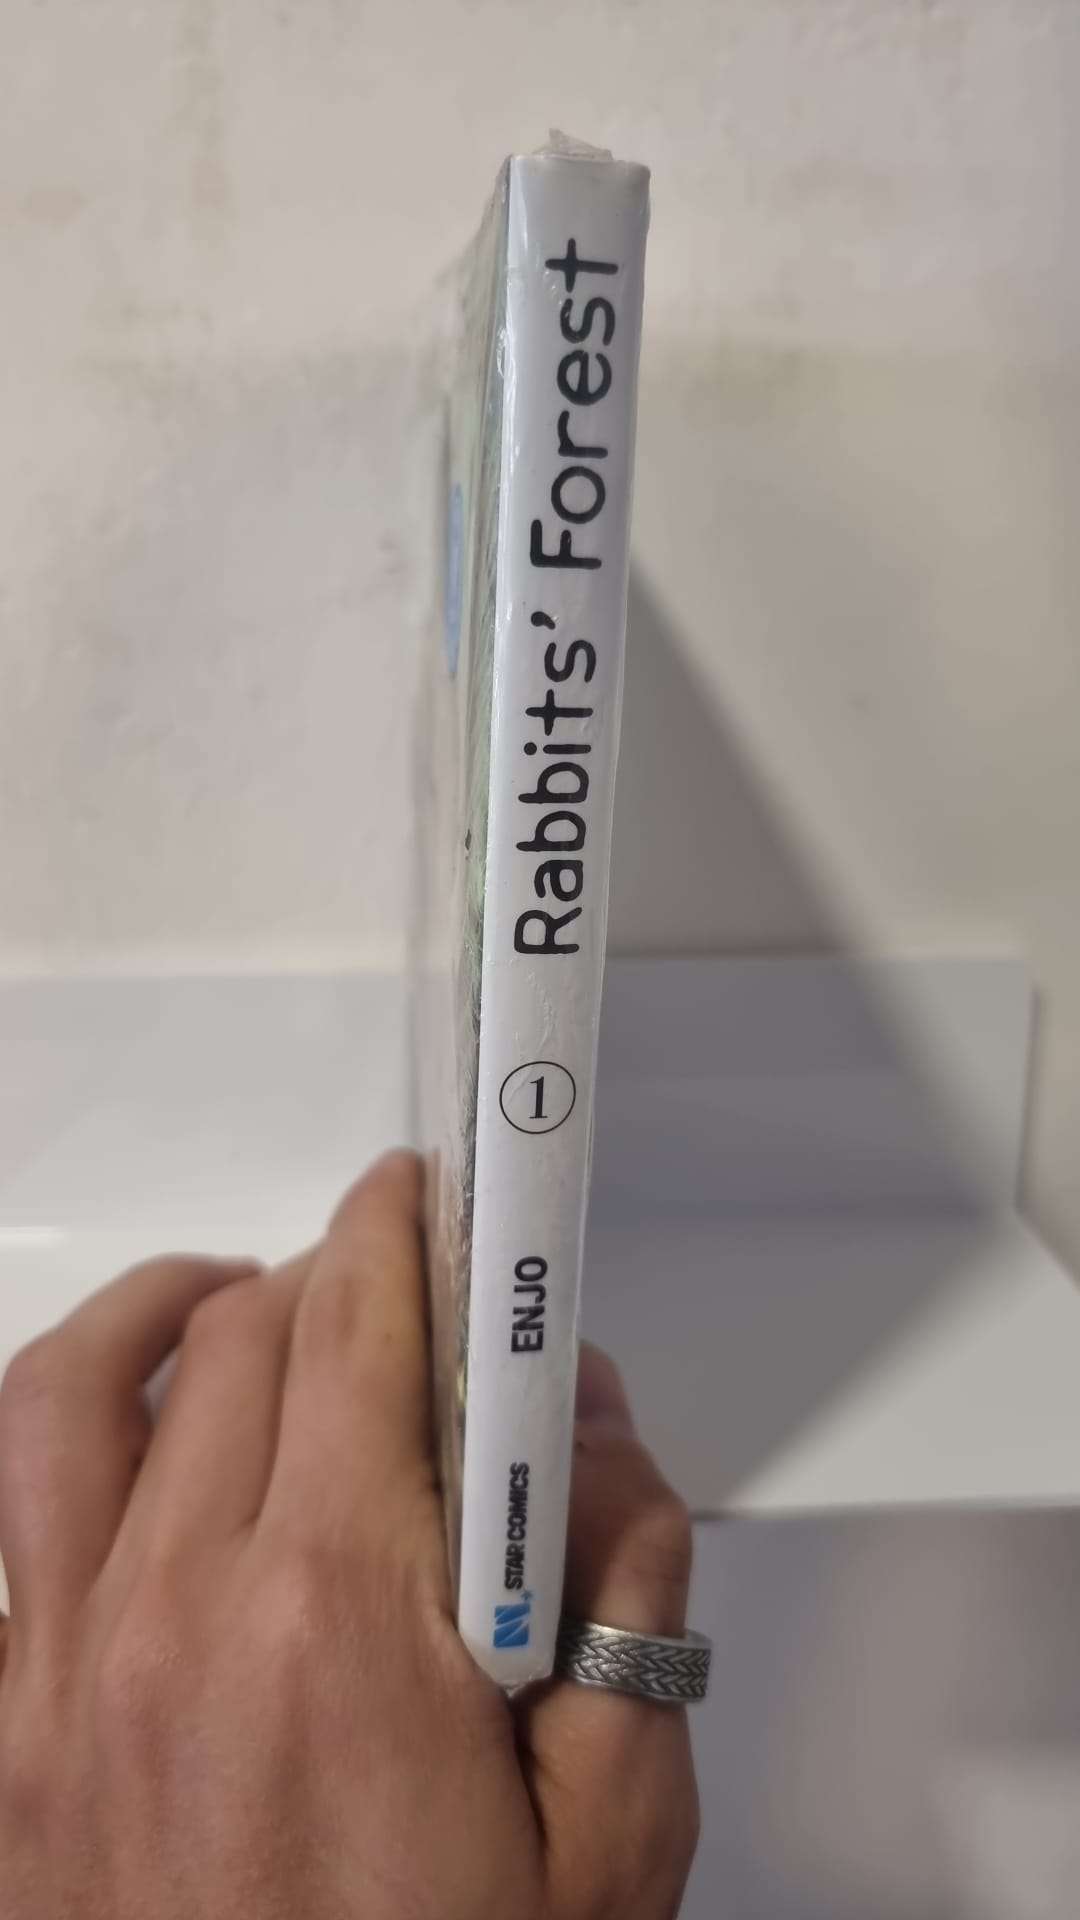 Rabbits' Forest
1
ENJO
STAR COMICS